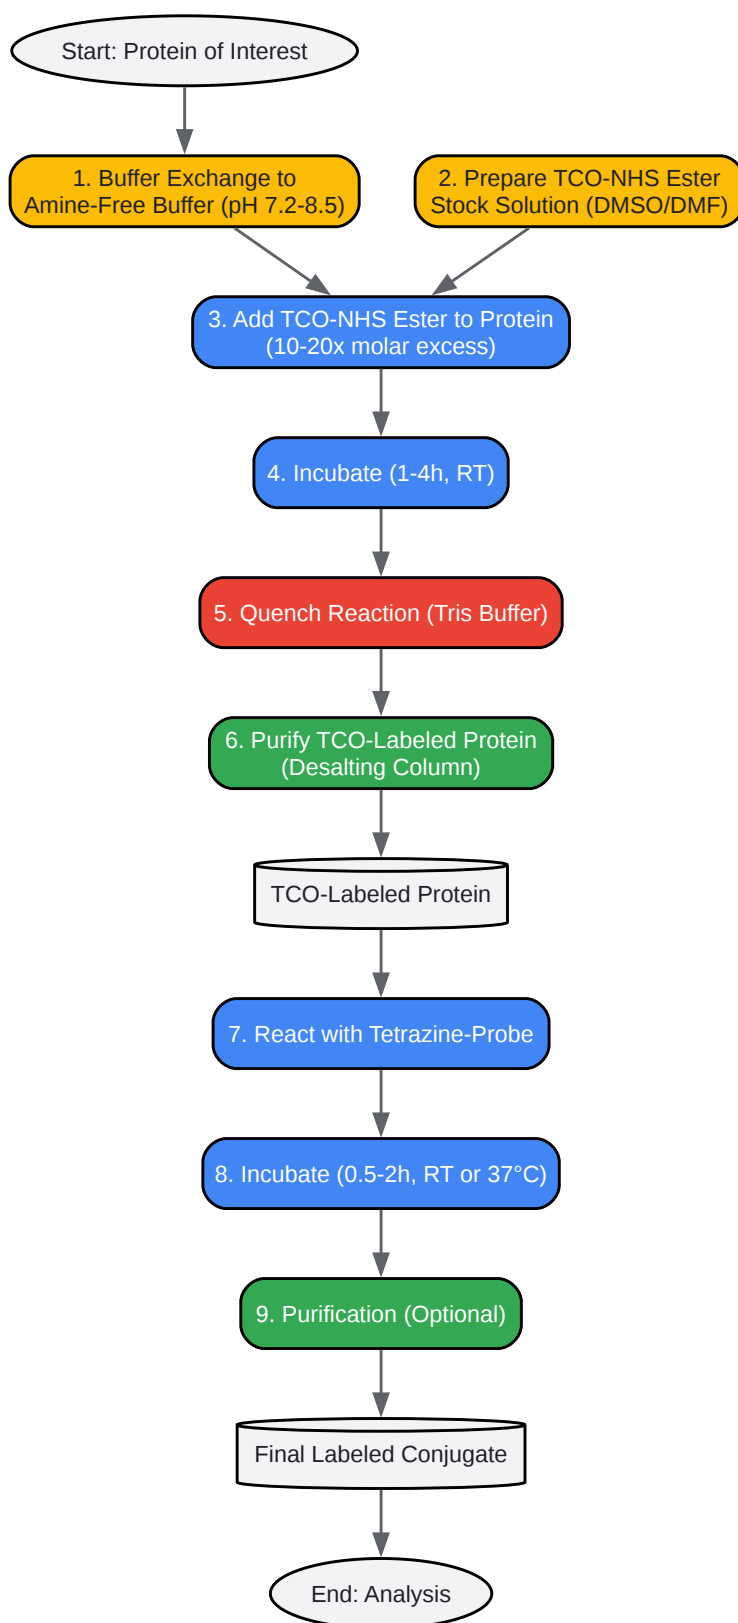 Start: Protein of Interest
1. Buffer Exchange to
Amine-Free Buffer (pH 7.2-8.5)
2. Prepare TCO-NHS Ester
Stock Solution (DMSO/DMF)
3. Add TCO-NHS Ester to Protein
(10-20x molar excess)
4. Incubate (1-4h, RT)
5. Quench Reaction (Tris Buffer)
6. Purify TCO-Labeled Protein
(Desalting Column)
TCO-Labeled Protein
7. React with Tetrazine-Probe
8. Incubate (0.5-2h, RT or 37°C)
9. Purification (Optional)
Final Labeled Conjugate
End: Analysis